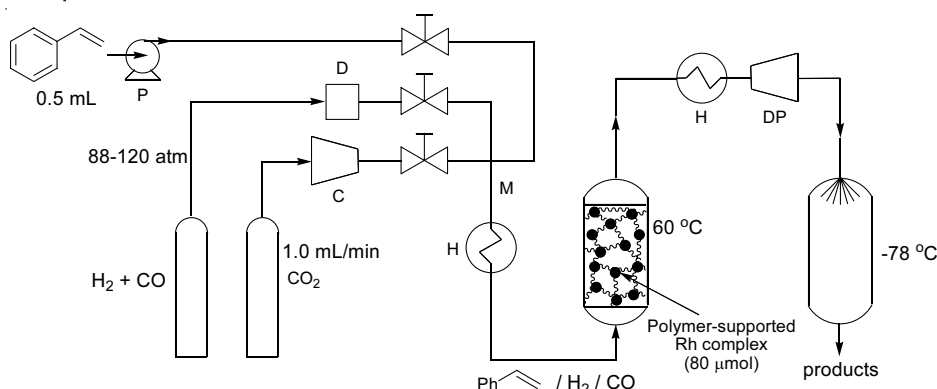 0.5 mL
P
D
H
DP
88-120 atm
C
M
H
60 °C
-78 °C
H₂ + CO
1.0 mL/min
CO₂
Polymer-supported
Rh complex
(80 μmol)
products
Ph / H₂ / CO